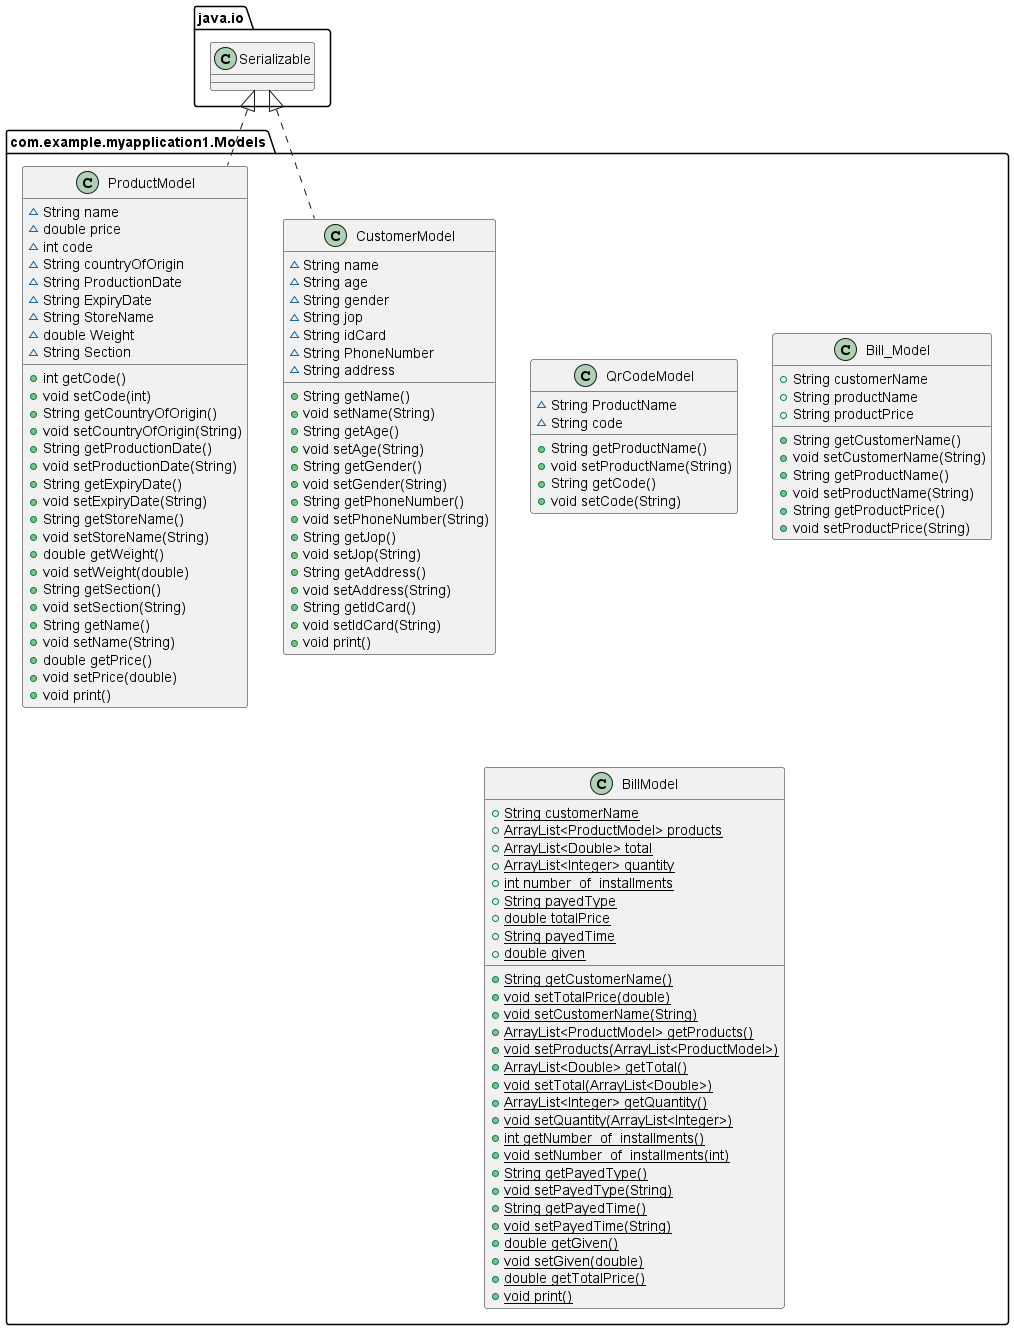 java.io
C Serializable
com.example.myapplication1.Models
C ProductModel
String name
double price
int code
String countryOfOrigin
String ProductionDate
String ExpiryDate
String StoreName
double Weight
String Section
int getCode()
void setCode(int)
String getCountryOfOrigin()
void setCountryOfOrigin(String)
String getProductionDate()
void setProductionDate(String)
String getExpiryDate()
void setExpiryDate(String)
String getStoreName()
void setStoreName(String)
double getWeight()
void setWeight(double)
String getSection()
void setSection(String)
String getName()
void setName(String)
double getPrice()
void setPrice(double)
void print()
C CustomerModel
String name
String age
String gender
String jop
String idCard
String PhoneNumber
String address
String getName()
void setName(String)
String getAge()
void setAge(String)
String getGender()
void setGender(String)
String getPhoneNumber()
void setPhoneNumber(String)
String getJop()
void setJop(String)
String getAddress()
void setAddress(String)
String getIdCard()
void setIdCard(String)
void print()
C QrCodeModel
String ProductName
String code
String getProductName()
void setProductName(String)
String getCode()
void setCode(String)
C Bill_Model
String customerName
String productName
String productPrice
String getCustomerName()
void setCustomerName(String)
String getProductName()
void setProductName(String)
String getProductPrice()
void setProductPrice(String)
C BillModel
String customerName
ArrayList<ProductModel> products
ArrayList<Double> total
ArrayList<Integer> quantity
int number_of_installments
String payedType
double totalPrice
String payedTime
double given
String getCustomerName()
void setTotalPrice(double)
void setCustomerName(String)
ArrayList<ProductModel> getProducts()
void setProducts(ArrayList<ProductModel>)
ArrayList<Double> getTotal()
void setTotal(ArrayList<Double>)
ArrayList<Integer> getQuantity()
void setQuantity(ArrayList<Integer>)
int getNumber_of_installments()
void setNumber_of_installments(int)
String getPayedType()
void setPayedType(String)
String getPayedTime()
void setPayedTime(String)
double getGiven()
void setGiven(double)
double getTotalPrice()
void print()